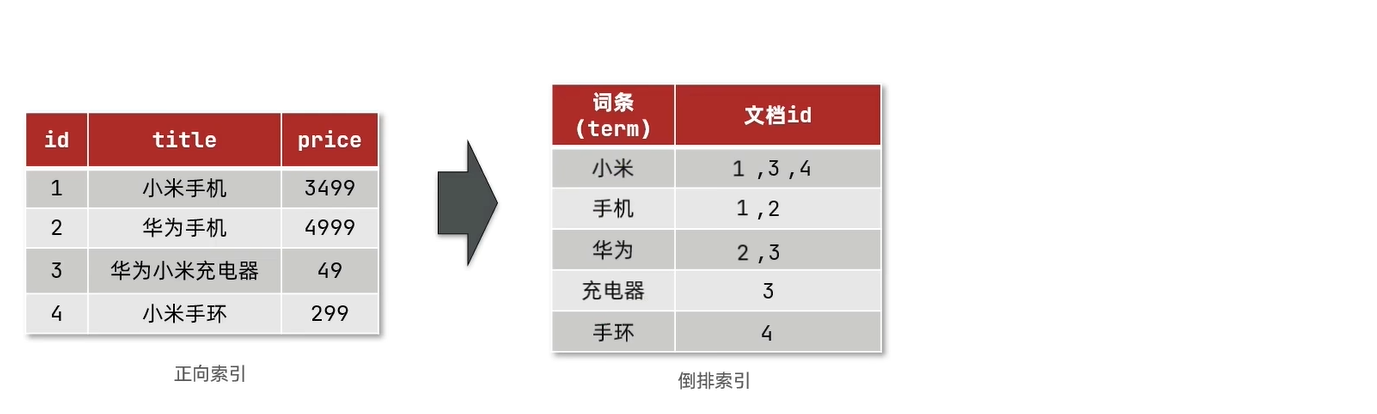 id title price
1 小米手机 3499
2 华为手机 4999
3 华为小米充电器 49
4 小米手环 299
正向索引
词条
(term) 文档id
小米 1 ,3 ,4
手机 1 ,2
华为 2 ,3
充电器 3
手环 4
倒排索引